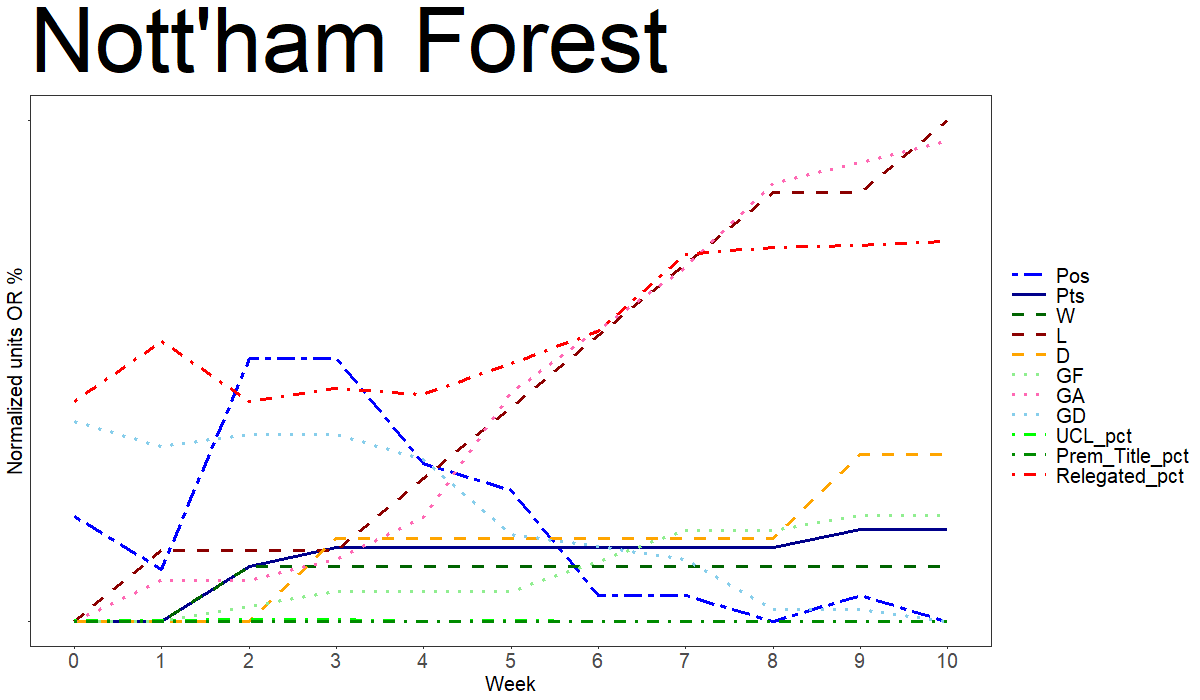 Nott'ham Forest
Normalized units OR %
0 1 2 3 4 5 6 7 8 9 10
Week
Pos
Pts
W
L
D
GF
GA
GD
UCL_pct
Prem_Title_pct
Relegated_pct